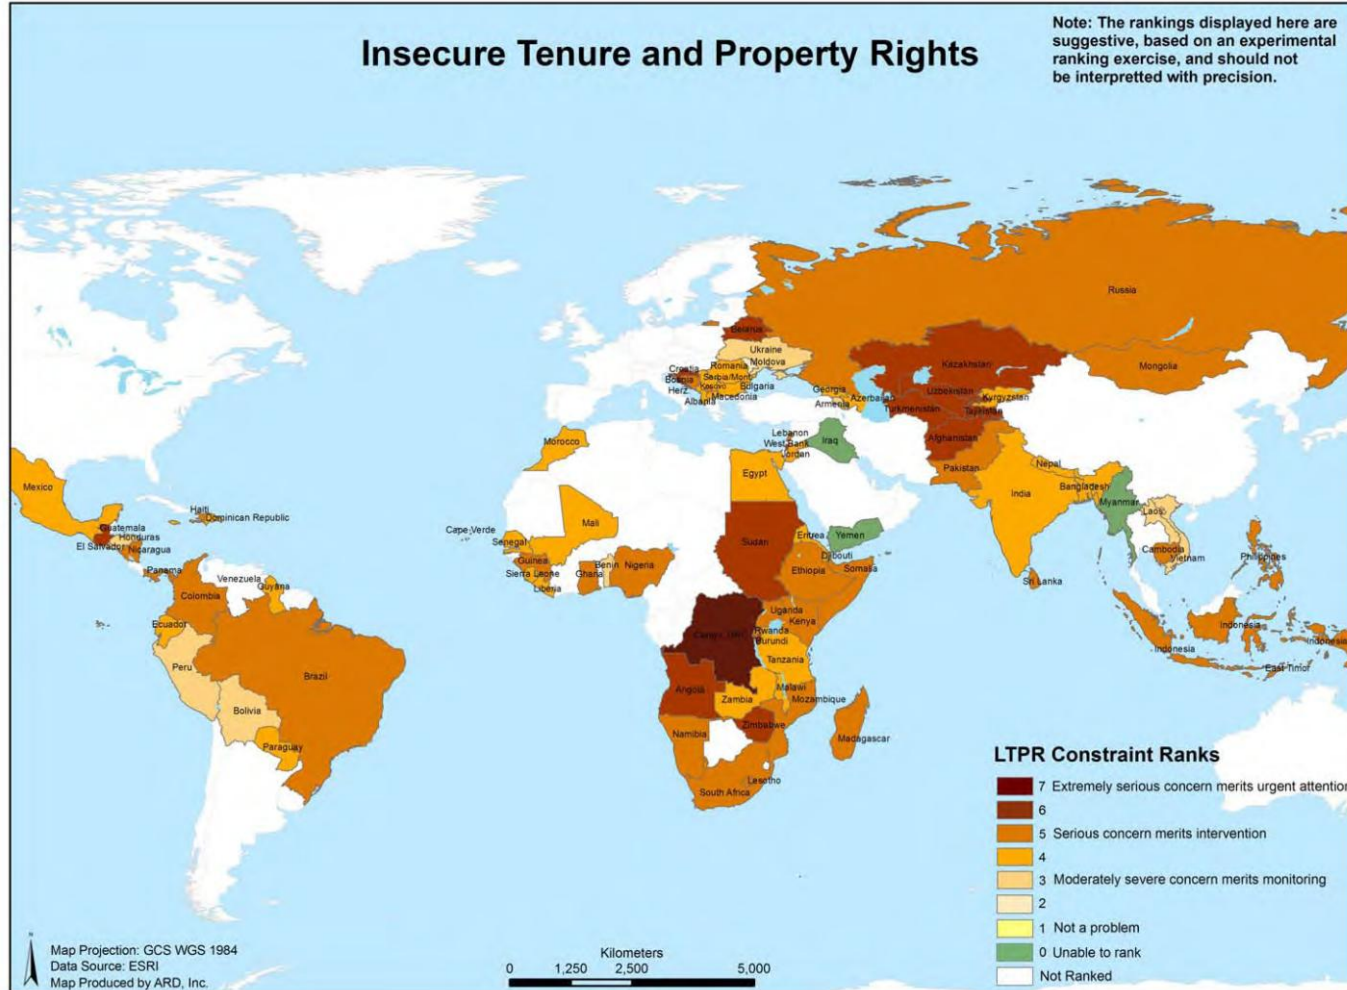 Insecure Tenure and Property Rights
Note: The rankings displayed here are
suggestive, based on an experimental
ranking exercise, and should not
be interpretted with precision.
Russia
Belarus
Ukraine
Moldova
Romania
Croatia
Bosnia
Herz.
Serbia/Mont.
Kosovo
Bulgaria
Macedonia
Albania
Georgia
Armenia
Azerbaijan
Kazakhstan
Uzbekistan
Kyrgyzstan
Turkmenistan
Tajikistan
Mongolia
Afghanistan
Pakistan
Lebanon
West Bank
Jordan
Iraq
Morocco
Egypt
Nepal
India
Bangladesh
Myanmar
Laos
Vietnam
Cambodia
Philippines
Sri Lanka
Mexico
Haiti
Dominican Republic
Guatemala
Honduras
El Salvador
Nicaragua
Panama
Venezuela
Guyana
Colombia
Ecuador
Peru
Brazil
Bolivia
Paraguay
Cape Verde
Senegal
Mali
Guinea
Sierra Leone
Liberia
Ghana
Benin
Nigeria
Sudan
Eritrea
Yemen
Djibouti
Ethiopia
Somalia
Uganda
Kenya
Rwanda
Burundi
Tanzania
Angola
Zambia
Malawi
Mozambique
Zimbabwe
Namibia
Madagascar
Lesotho
South Africa
Indonesia
Indonesia
Indonesia
East Timor
LTPR Constraint Ranks
7 Extremely serious concern merits urgent attention
6
5 Serious concern merits intervention
4
3 Moderately severe concern merits monitoring
2
1 Not a problem
0 Unable to rank
Not Ranked
N
Map Projection: GCS WGS 1984
Data Source: ESRI
Map Produced by ARD, Inc.
Kilometers
0 1,250 2,500 5,000